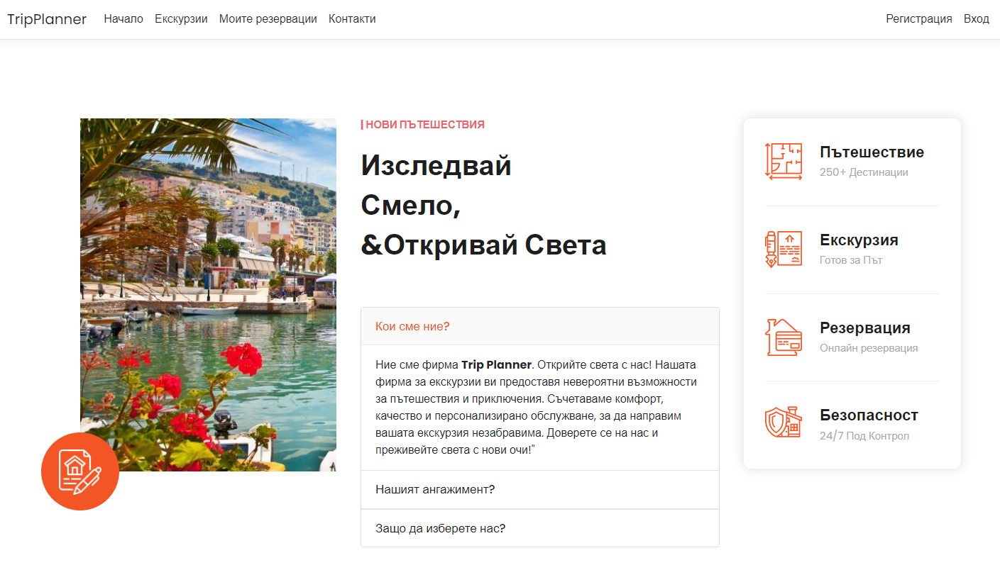 TripPlanner Начало Екскурзии Моите резервации Контакти Регистрация Вход
| НОВИ ПЪТЕШЕСТВИЯ
Изследвай
Смело,
&Откривай Света
Кои сме ние?
Ние сме фирма Trip Planner. Открийте света с нас! Нашата
фирма за екскурзии ви предоставя невероятни възможности
за пътешествия и приключения. Съчетаваме комфорт,
качество и персонализирано обслужване, за да направим
вашата екскурзия незабравима. Доверете се на нас и
преживейте света с нови очи!"
Нашият ангажимент?
Защо да изберете нас?
Пътешествие
250+ Дестинации
Екскурзия
Готов за Път
Резервация
Онлайн резервация
Безопасност
24/7 Под Контрол